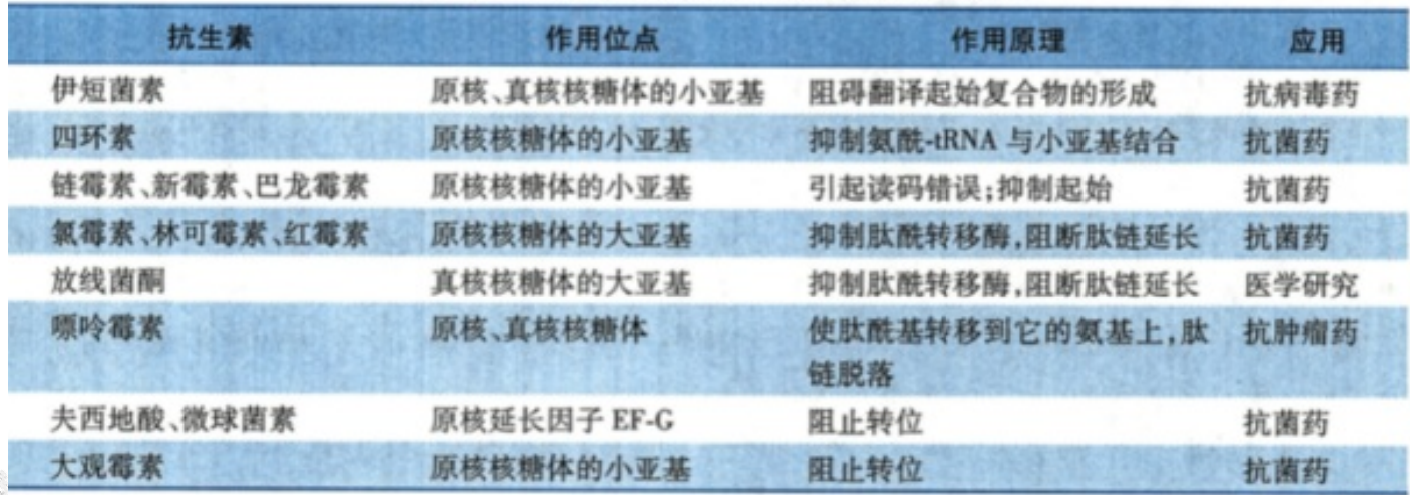 抗生素 作用位点 作用原理 应用
伊短菌素 原核、真核核糖体的小亚基 阻碍翻译起始复合物的形成 抗病毒药
四环素 原核核糖体的小亚基 抑制氨酰-tRNA 与小亚基结合 抗菌药
链霉素、新霉素、巴龙霉素 原核核糖体的小亚基 引起读码错误;抑制起始 抗菌药
氯霉素、林可霉素、红霉素 原核核糖体的大亚基 抑制肽酰转移酶,阻断肽链延长 抗菌药
放线菌酮 真核核糖体的大亚基 抑制肽酰转移酶,阻断肽链延长 医学研究
嘌呤霉素 原核、真核核糖体 使肽酰基转移到它的氨基上,肽 抗肿瘤药
链脱落
夫西地酸、微球菌素 原核延长因子 EF-G 阻止转位 抗菌药
大观霉素 原核核糖体的小亚基 阻止转位 抗菌药